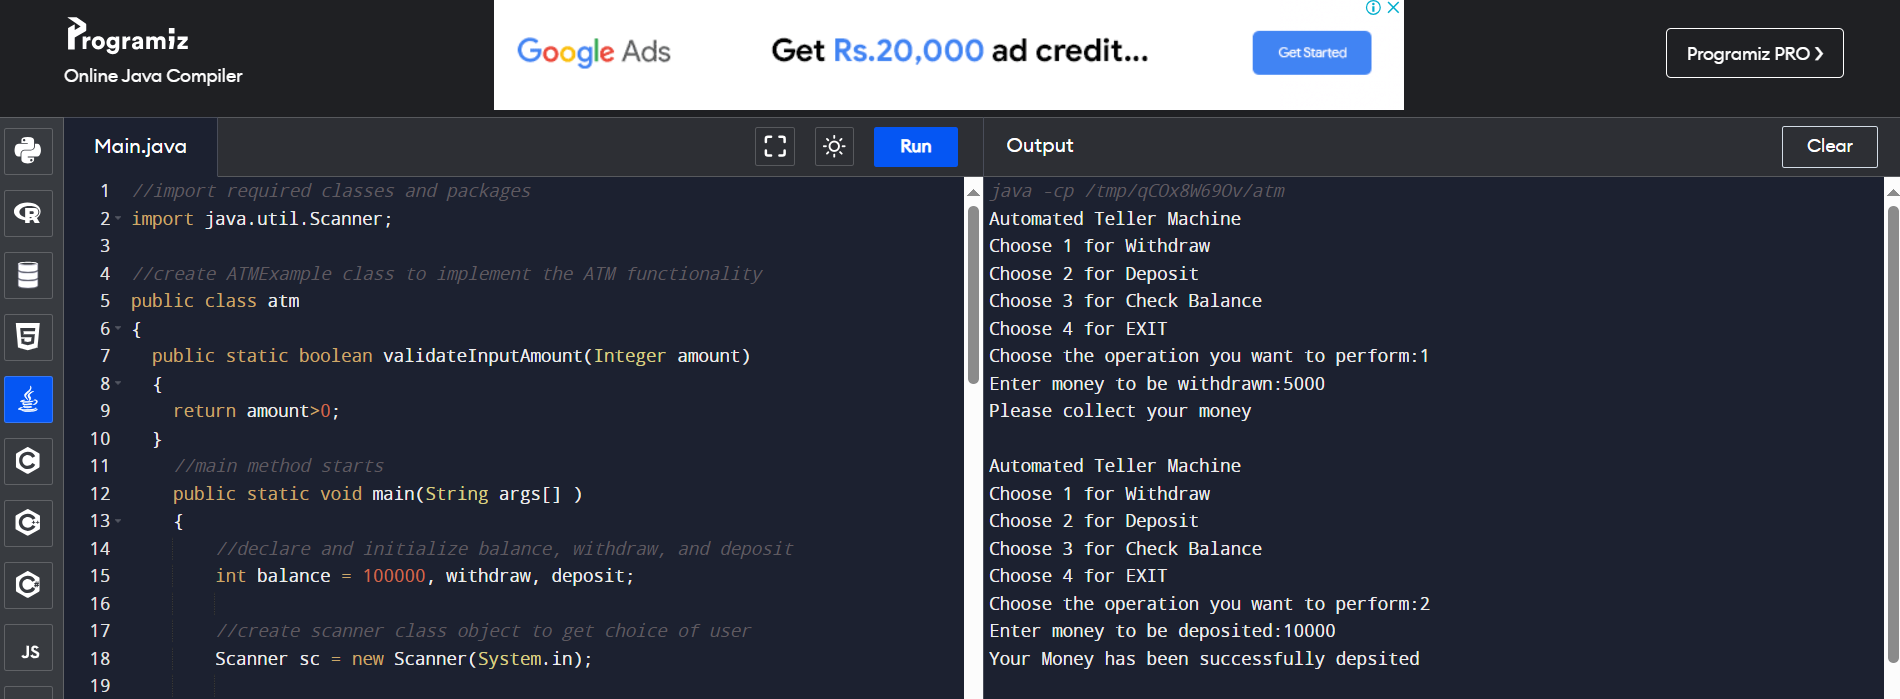 Programiz
Online Java Compiler
Google Ads
Get Rs.20,000 ad credit...
Get Started
Programiz PRO ❯
Main.java
Run
Output
Clear
1 //import required classes and packages
2 import java.util.Scanner;
3
4 //create ATMExample class to implement the ATM functionality
5 public class atm
6 {
7 public static boolean validateInputAmount(Integer amount)
8 {
9 return amount>0;
10 }
11 //main method starts
12 public static void main(String args[] )
13 {
14 //declare and initialize balance, withdraw, and deposit
15 int balance = 100000, withdraw, deposit;
16
17 //create scanner class object to get choice of user
18 Scanner sc = new Scanner(System.in);
19
java -cp /tmp/qCOx8W69Ov/atm
Automated Teller Machine
Choose 1 for Withdraw
Choose 2 for Deposit
Choose 3 for Check Balance
Choose 4 for EXIT
Choose the operation you want to perform:1
Enter money to be withdrawn:5000
Please collect your money
Automated Teller Machine
Choose 1 for Withdraw
Choose 2 for Deposit
Choose 3 for Check Balance
Choose 4 for EXIT
Choose the operation you want to perform:2
Enter money to be deposited:10000
Your Money has been successfully depsited
R
5
C
C
C
JS